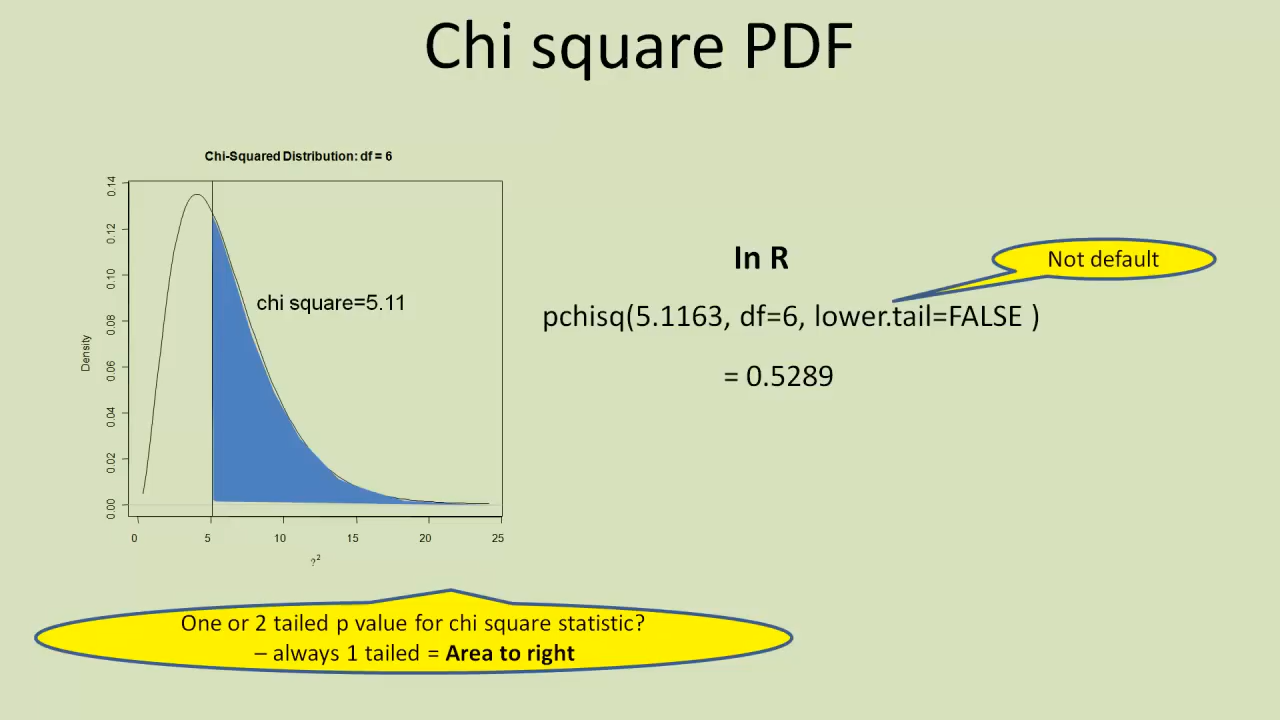 Chi square PDF
Chi-Squared Distribution: df = 6
0.14
0.12
0.10
0.08
0.06
0.04
0.02
0.00
Density
chi square=5.11
0 5 10 15 20 25
?²
In R
Not default
pchisq(5.1163, df=6, lower.tail=FALSE )
= 0.5289
One or 2 tailed p value for chi square statistic?
– always 1 tailed = Area to right